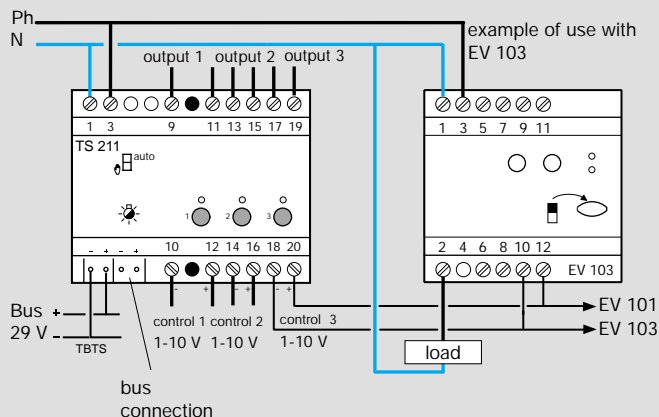 Ph
N
example of use with
EV 103
output 1 output 2 output 3
1 3 9 11 13 15 17 19
1 3 5 7 9 11
TS 211
auto
1 2 3
10 12 14 16 18 20
2 4 6 8 10 12
- + - +
EV 103
- + - + - +
Bus +
29 V -
TBTS
control 1 control 2 control 3
1-10 V 1-10 V 1-10 V
EV 101
EV 103
load
bus
connection